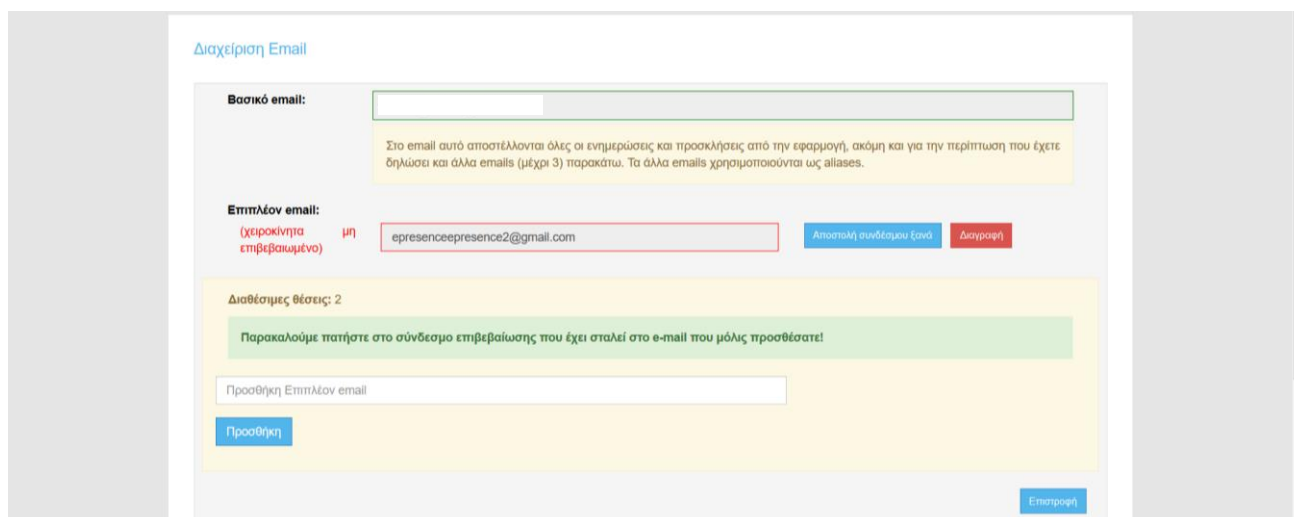 Διαχείριση Email
Βασικό email:
Στο email αυτό αποστέλλονται όλες οι ενημερώσεις και προσκλήσεις από την εφαρμογή, ακόμη και για την περίπτωση που έχετε
δηλώσει και άλλα emails (μέχρι 3) παρακάτω. Τα άλλα emails χρησιμοποιούνται ως aliases.
Επιπλέον email:
(χειροκίνητα μη
επιβεβαιωμένο)
epresenceepresence2@gmail.com
Αποστολή συνδέσμου ξανά
Διαγραφή
Διαθέσιμες θέσεις: 2
Παρακαλούμε πατήστε στο σύνδεσμο επιβεβαίωσης που έχει σταλεί στο e-mail που μόλις προσθέσατε!
Προσθήκη Επιπλέον email
Προσθήκη
Επιστροφή